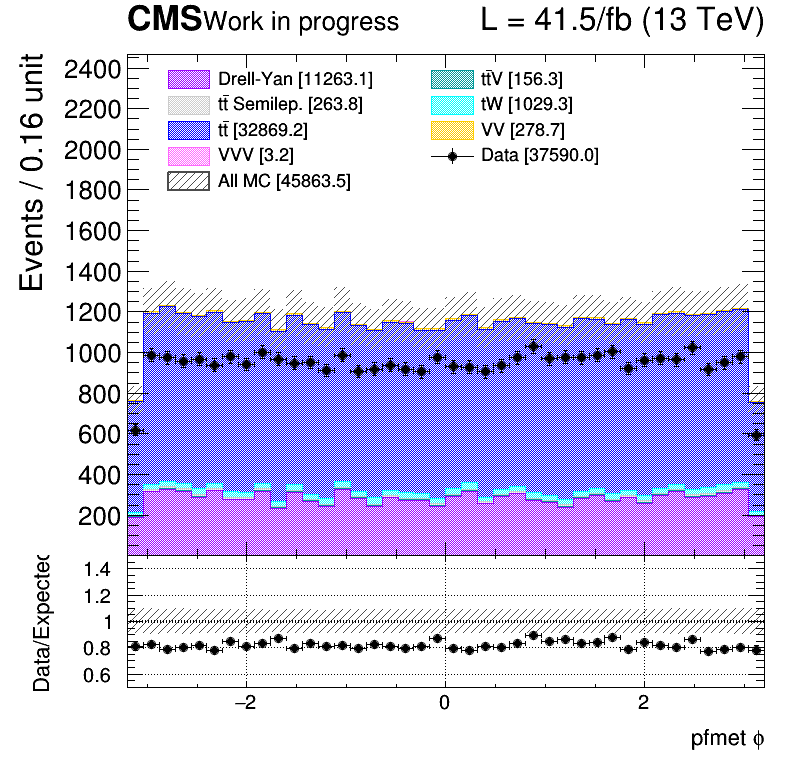 CMS Work in progress L = 41.5/fb (13 TeV)
Events / 0.16 unit
2400
2200
2000
1800
1600
1400
1200
1000
800
600
400
200
Drell-Yan [11263.1]
tt̄ Semilep. [263.8]
tt̄ [32869.2]
VVV [3.2]
All MC [45863.5]
tt̄V [156.3]
tW [1029.3]
VV [278.7]
Data [37590.0]
Data/Expected
1.4
1.2
1
0.8
0.6
−2 0 2
pfmet ϕ